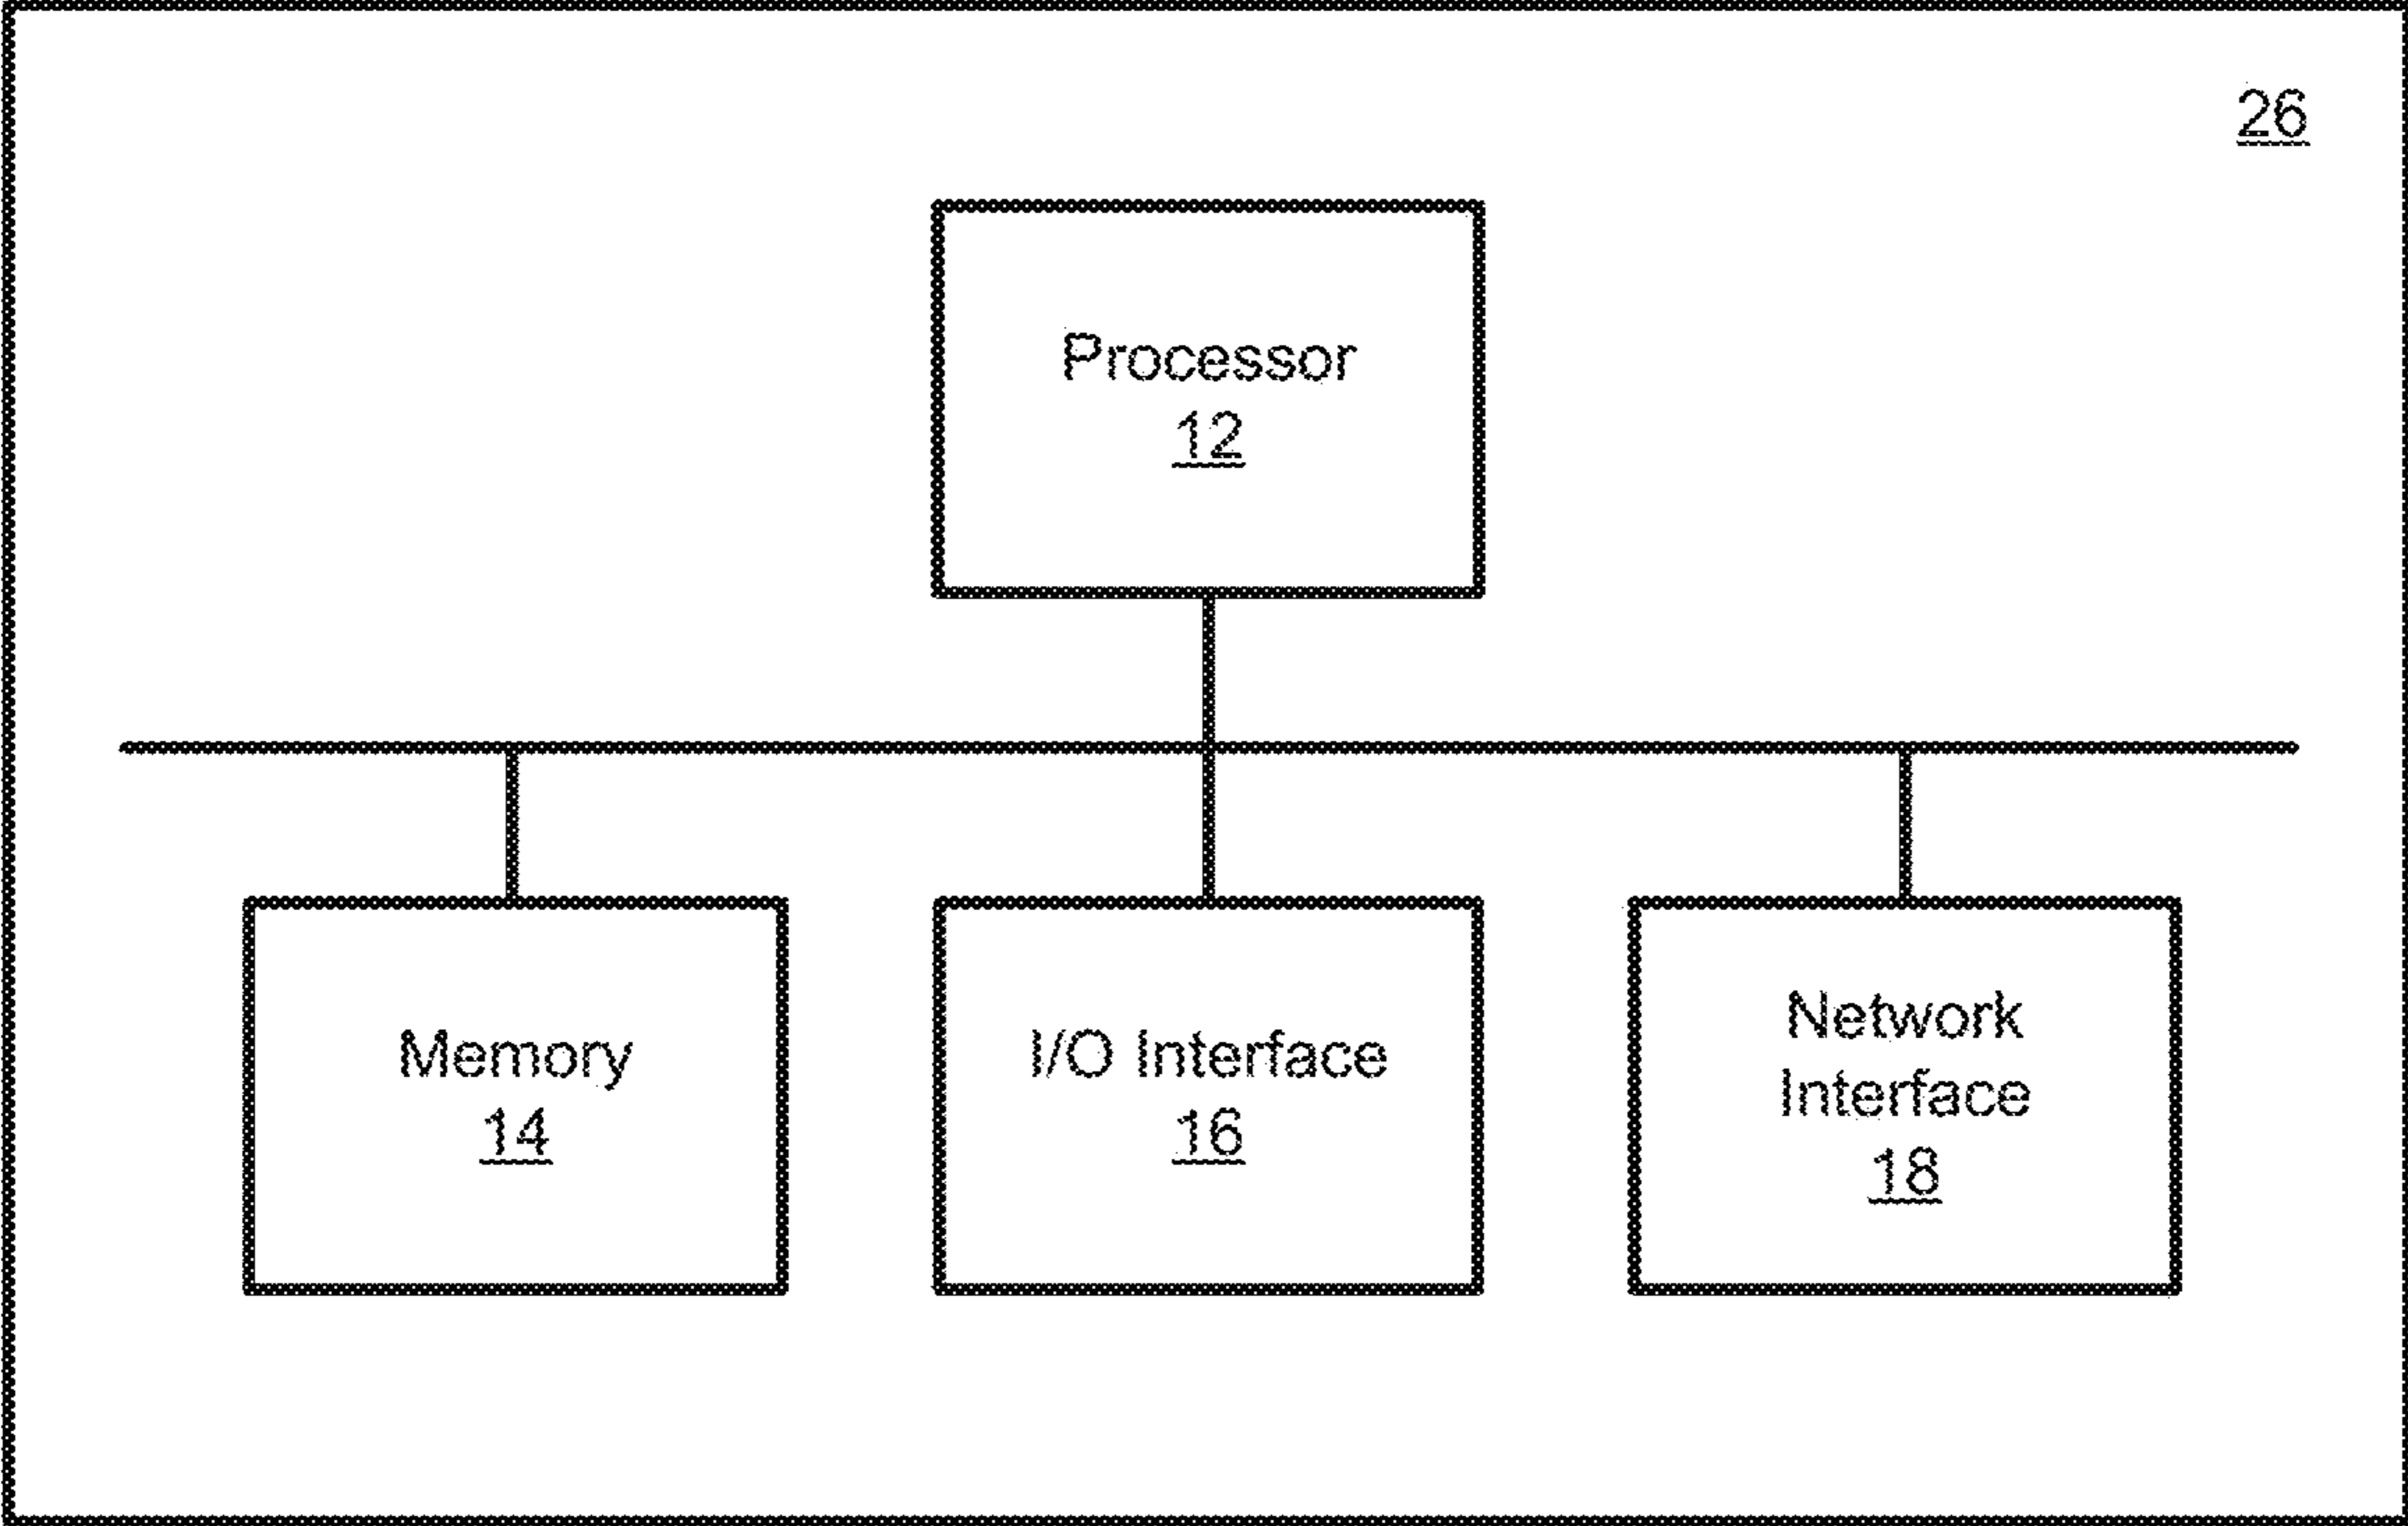 26
Processor
12
Memory
14
I/O Interface
16
Network
Interface
18